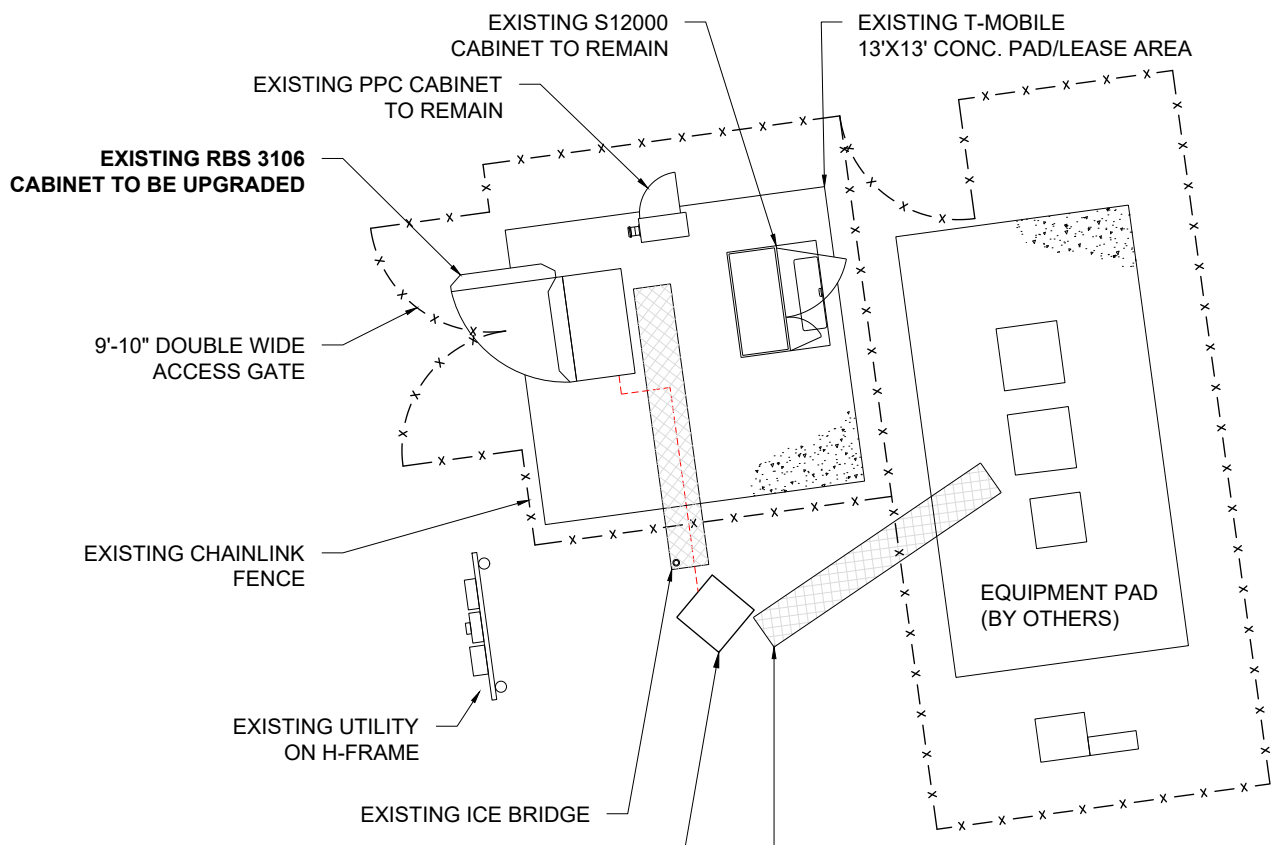 EXISTING S12000
CABINET TO REMAIN
EXISTING T-MOBILE
13'X13' CONC. PAD/LEASE AREA
EXISTING PPC CABINET
TO REMAIN
EXISTING RBS 3106
CABINET TO BE UPGRADED
9'-10" DOUBLE WIDE
ACCESS GATE
EXISTING CHAINLINK
FENCE
EQUIPMENT PAD
(BY OTHERS)
EXISTING UTILITY
ON H-FRAME
EXISTING ICE BRIDGE